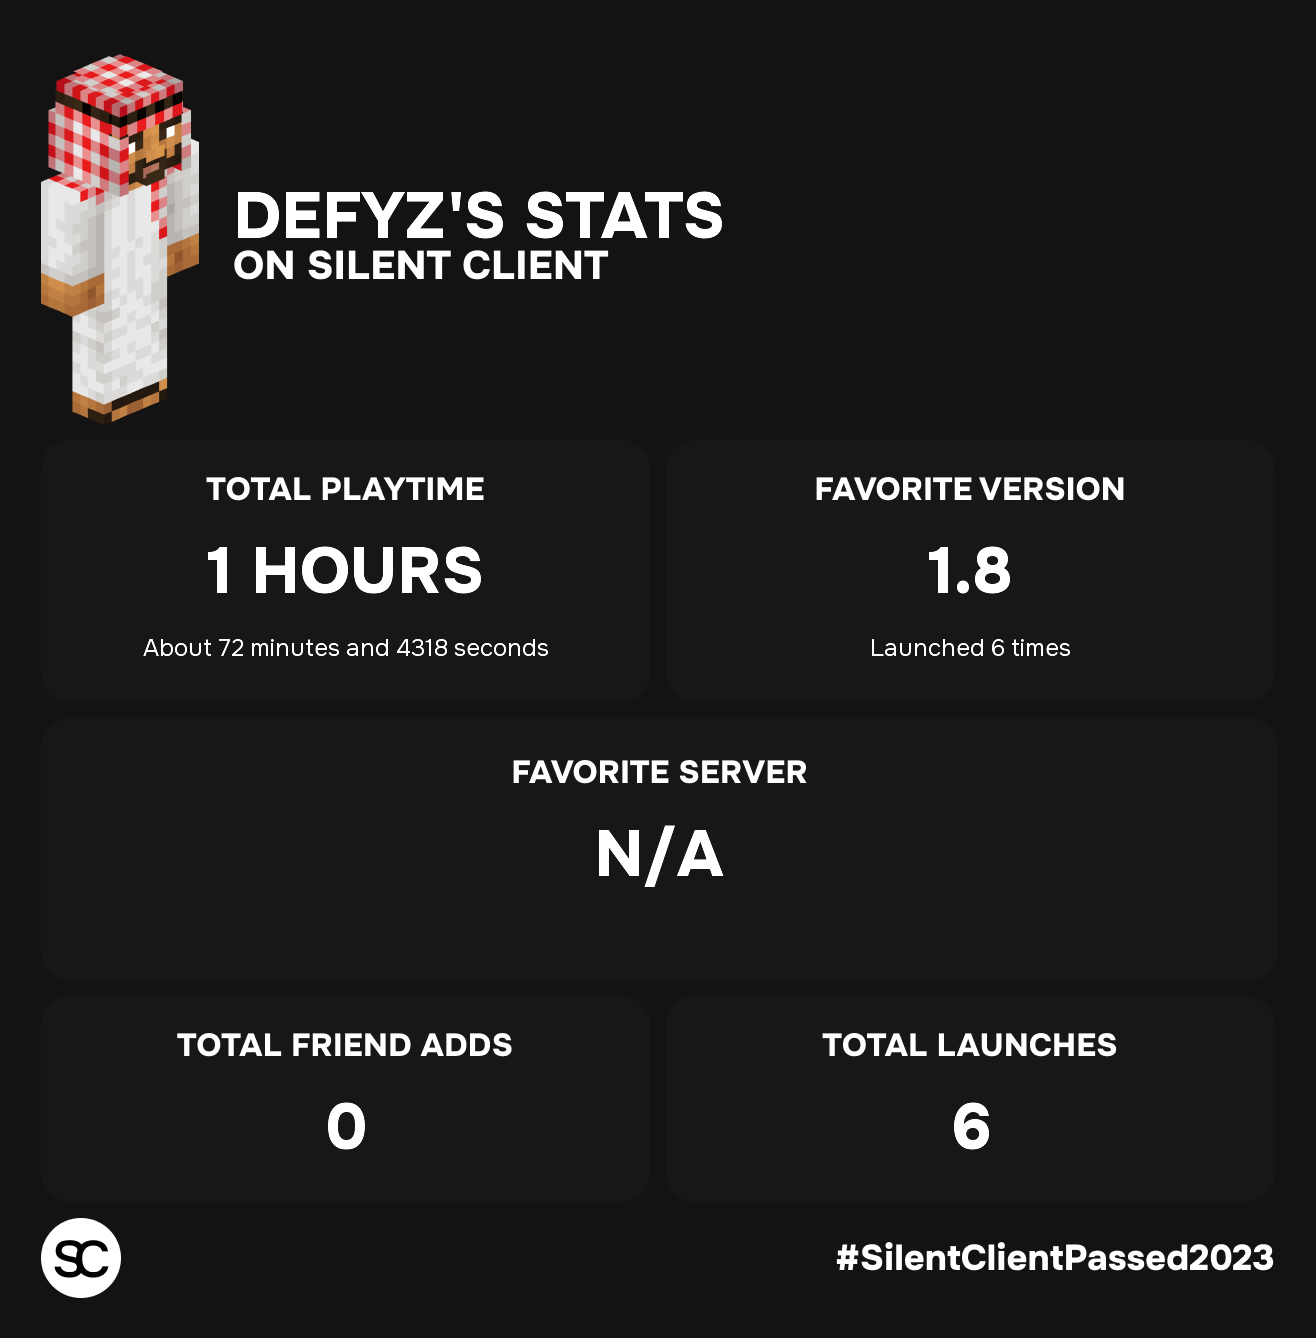 DEFYZ'S STATS
ON SILENT CLIENT
TOTAL PLAYTIME
1 HOURS
About 72 minutes and 4318 seconds
FAVORITE VERSION
1.8
Launched 6 times
FAVORITE SERVER
N/A
TOTAL FRIEND ADDS
0
TOTAL LAUNCHES
6
SC
#SilentClientPassed2023